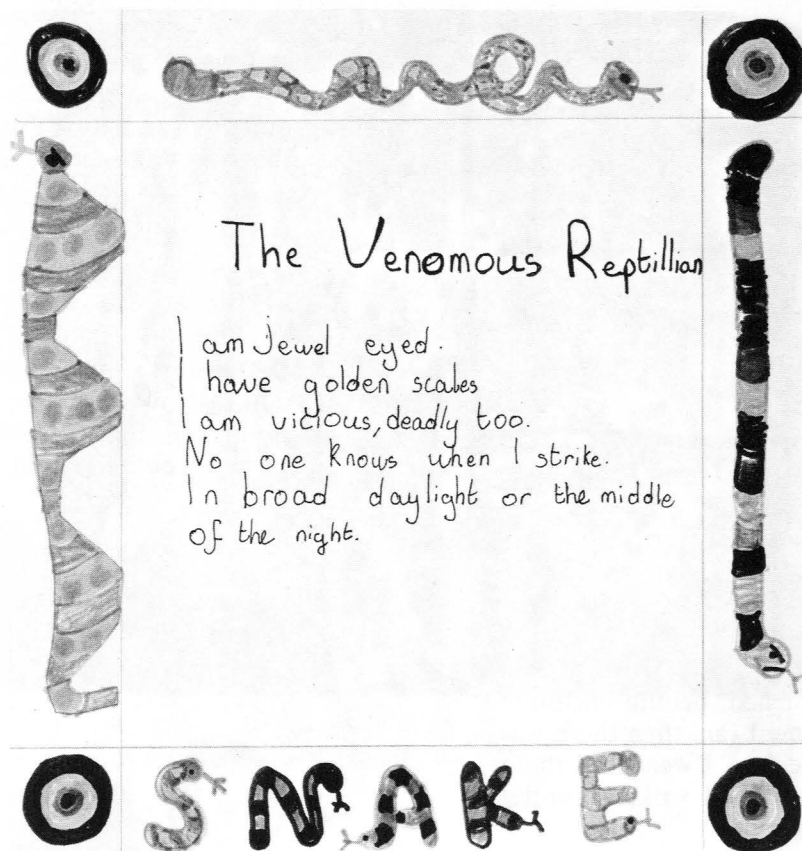 The Venomous Reptillian
I am Jewel eyed.
I have golden scales
I am vicious, deadly too.
No one knows when I strike.
In broad daylight or the middle
of the night.
SNAKE